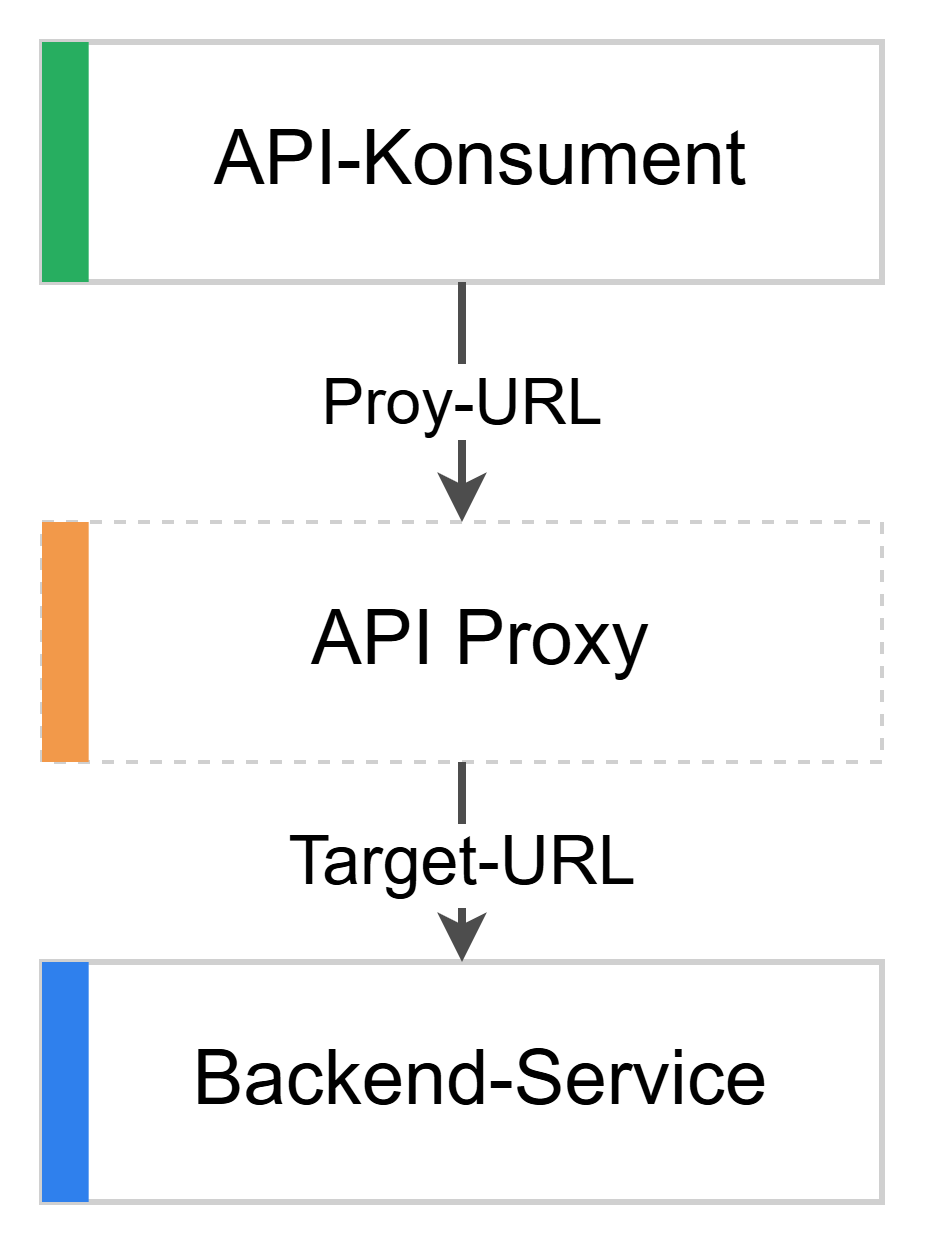 API-Konsument
Proy-URL
API Proxy
Target-URL
Backend-Service